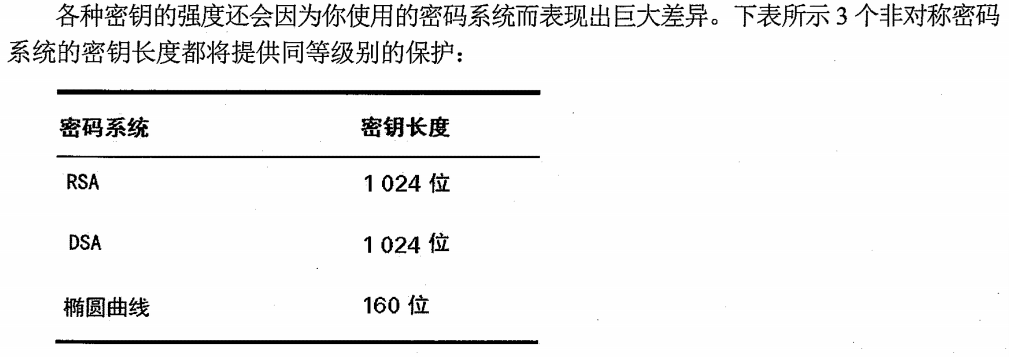 各种密钥的强度还会因为你使用的密码系统而表现出巨大差异。下表所示 3 个非对称密码
系统的密钥长度都将提供同等级别的保护：
密码系统 密钥长度
RSA 1 024 位
DSA 1 024 位
椭圆曲线 160 位